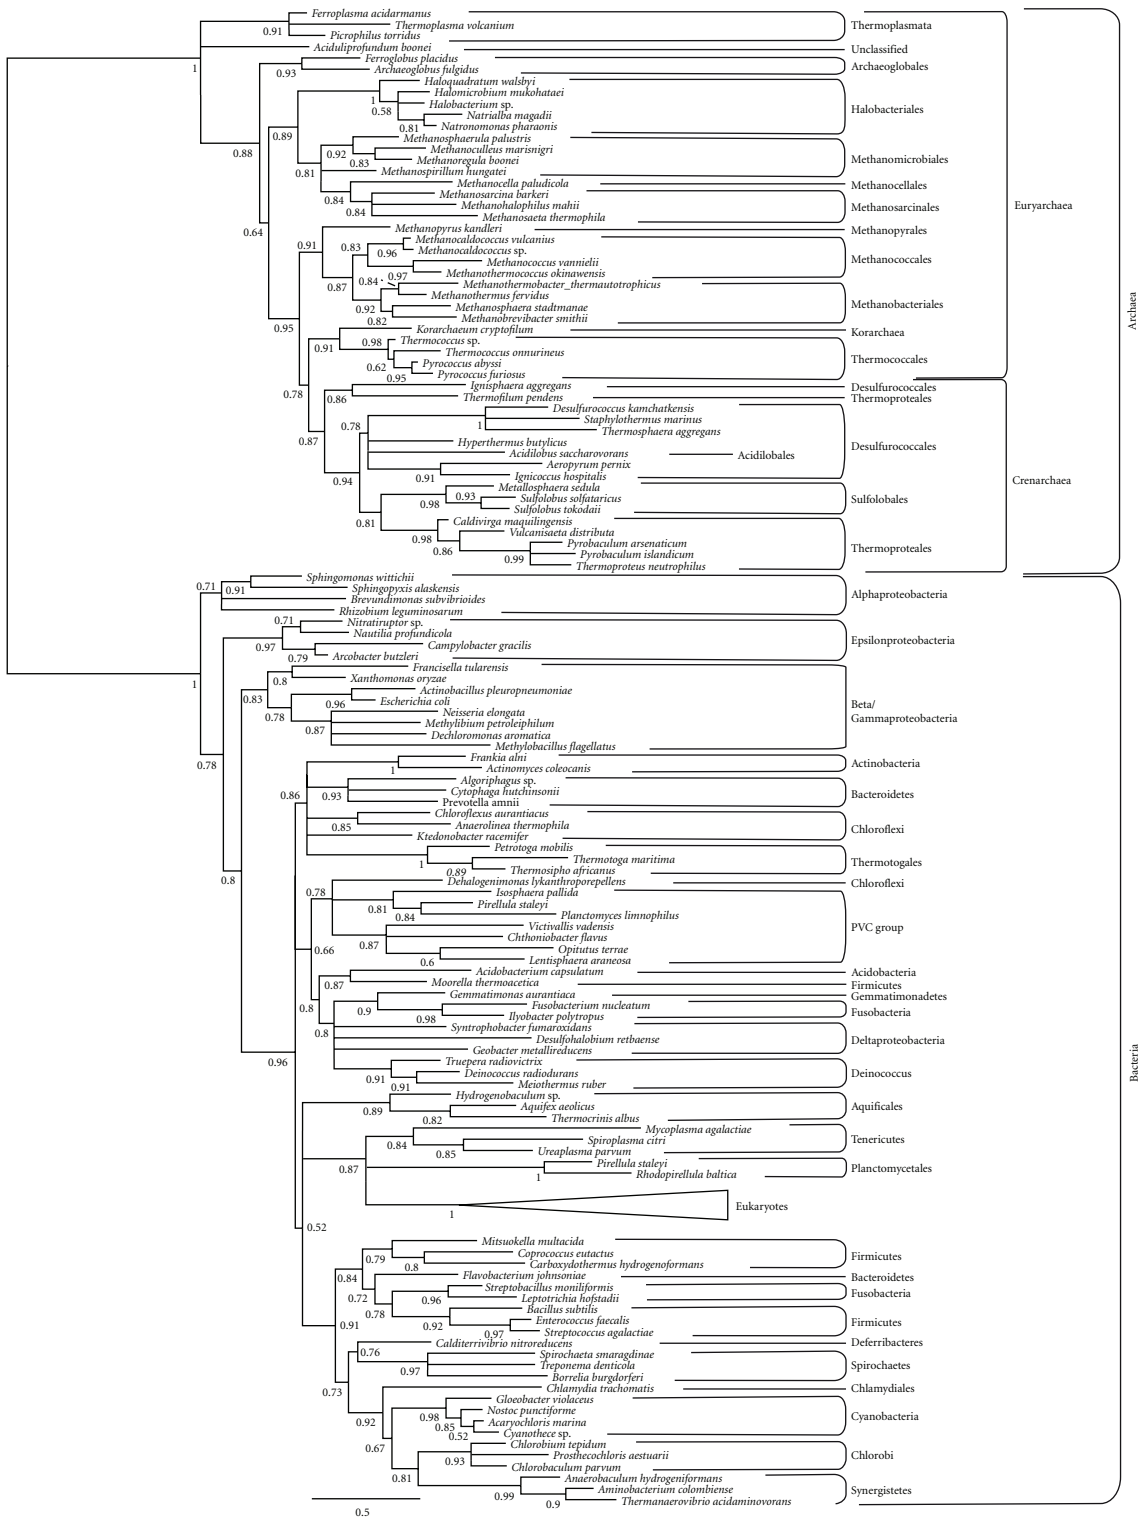 Ferroplasma acidarmanus
Thermoplasma volcanium
Thermoplasmata
0.91
Picrophilus torridus
Aciduliprofundum boonei
Unclassified
1
Ferroglobus placidus
Archaeoglobales
0.93
Archaeoglobus fulgidus
Haloquadratum walsbyi
Halomicrobium mukohataei
1
Halobacterium sp.
0.58
Halobacteriales
Natrialba magadii
0.81
Natronomonas pharaonis
0.89
Methanosphaerula palustris
Methanoculleus marisnigri
0.92
0.88
Methanoregula boonei
0.83
Methanomicrobiales
Methanospirillum hungatei
0.81
Methanocella paludicola
Methanocellales
Methanosarcina barkeri
0.84
Methanohalophilus mahii
Methanosarcinales
Euryarchaea
0.84
Methanosaeta thermophila
0.64
Methanopyrus kandleri
Methanopyrales
Methanocaldococcus vulcanius
0.91
0.83
Methanocaldococcus sp.
0.96
Methanococcus vannielii
Methanococcales
Methanothermococcus okinawensis
0.97
0.84
0.87
Methanothermobacter_thermautotrophicus
Methanothermus fervidus
Methanosphaera stadtmanae
Methanobacteriales
0.92
Methanobrevibacter smithii
0.82
Archaea
0.95
Korarchaeum cryptofilum
Korarchaea
Thermococcus sp.
0.98
0.91
Thermococcus onnurineus
Thermococcales
Pyrococcus abyssi
0.62
Pyrococcus furiosus
0.95
Ignisphaera aggregans
Desulfurococcales
0.78
Thermofilum pendens
Thermoproteales
0.86
Desulfurococcus kamchatkensis
Staphylothermus marinus
0.78
1
Thermosphaera aggregans
0.87
Hyperthermus butylicus
Desulfurococcales
Acidilobus saccharovorans
Acidilobales
Aeropyrum pernix
Ignicoccus hospitalis
0.91
0.94
Crenarchaea
Metallosphaera sedula
0.93
Sulfolobus solfataricus
Sulfolobales
0.98
Sulfolobus tokodaii
0.81
Caldivirga maquilingensis
Vulcanisaeta distributa
0.98
Pyrobaculum arsenaticum
0.86
Thermoproteales
Pyrobaculum islandicum
0.99
Thermoproteus neutrophilus
Sphingomonas wittichii
0.71
0.91
Sphingopyxis alaskensis
Alphaproteobacteria
Brevundimonas subvibrioides
Rhizobium leguminosarum
0.71
Nitratiruptor sp.
Nautilia profundicola
Epsilonproteobacteria
0.97
Campylobacter gracilis
0.79
Arcobacter butzleri
Francisella tularensis
0.8
Xanthomonas oryzae
1
Actinobacillus pleuropneumoniae
0.83
0.96
Escherichia coli
Beta/
Gammaproteobacteria
0.78
Neisseria elongata
Methylibium petroleiphilum
0.87
Dechloromonas aromatica
Methylobacillus flagellatus
Frankia alni
0.78
Actinobacteria
1
Actinomyces coleocanis
Algoriphagus sp.
Cytophaga hutchinsonii
Bacteroidetes
0.86
0.93
Prevotella amnii
Chloroflexus aurantiacus
0.85
Anaerolinea thermophila
Chloroflexi
Ktedonobacter racemifer
Petrotoga mobilis
Thermotoga maritima
Thermotogales
1
Thermosipho africanus
0.89
0.8
Dehalogenimonas lykanthroporepellens
Chloroflexi
0.78
Isosphaera pallida
Pirellula staleyi
0.81
Planctomyces limnophilus
0.84
Victivallis vadensis
PVC group
Chthoniobacter flavus
0.87
0.66
Opitutus terrae
0.6
Lentisphaera araneosa
Acidobacterium capsulatum
Acidobacteria
0.87
Moorella thermoacetica
Firmicutes
Gemmatimonas aurantiaca
Gemmatimonadetes
0.8
0.9
Fusobacterium nucleatum
Fusobacteria
0.98
Ilyobacter polytropus
Syntrophobacter fumaroxidans
0.8
Desulfohalobium retbaense
Deltaproteobacteria
Geobacter metallireducens
0.96
Truepera radiovictrix
Deinococcus radiodurans
Deinococcus
0.91
0.91
Meiothermus ruber
Bacteria
Hydrogenobaculum sp.
0.89
Aquifex aeolicus
Aquificales
0.82
Thermocrinis albus
Mycoplasma agalactiae
0.84
Spiroplasma citri
Tenericutes
0.85
Ureaplasma parvum
0.87
Pirellula staleyi
Planctomycetales
1
Rhodopirellula baltica
1
Eukaryotes
0.52
Mitsuokella multacida
0.79
Coprococcus eutactus
Firmicutes
0.8
Carboxydothermus hydrogenoformans
0.84
Flavobacterium johnsoniae
Bacteroidetes
Streptobacillus moniliformis
0.72
0.96
Leptotrichia hofstadii
Fusobacteria
0.78
Bacillus subtilis
0.91
0.92
Enterococcus faecalis
Firmicutes
0.97
Streptococcus agalactiae
Calditerrivibrio nitroreducens
Deferribacteres
0.76
Spirochaeta smaragdinae
Treponema denticola
Spirochaetes
0.97
Borrelia burgdorferi
0.73
Chlamydia trachomatis
Chlamydiales
Gloeobacter violaceus
Nostoc punctiforme
0.92
0.98
Cyanobacteria
Acaryochloris marina
0.85
Cyanothece sp.
0.52
0.67
Chlorobium tepidum
Prosthecochloris aestuarii
Chlorobi
0.93
Chlorobaculum parvum
0.81
Anaerobaculum hydrogeniformans
Aminobacterium colombiense
Synergistetes
0.99
Thermanaerovibrio acidaminovorans
0.9
0.5